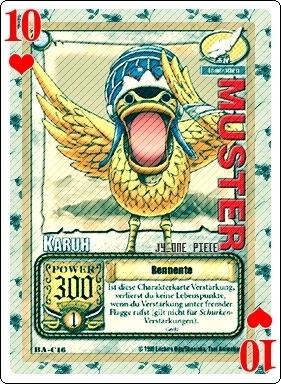 10
MUSTER
KARUH
JY ONE PIECE
POWER
300
1
Rennente
Ist diese Charakterkarte Verstärkung,
verlierst du keine Lebenspunkte,
wenn du Verstärkung unter fremder
Flagge rufst (gilt nicht für Schurken-
Verstärkungen).
BA-C16
10